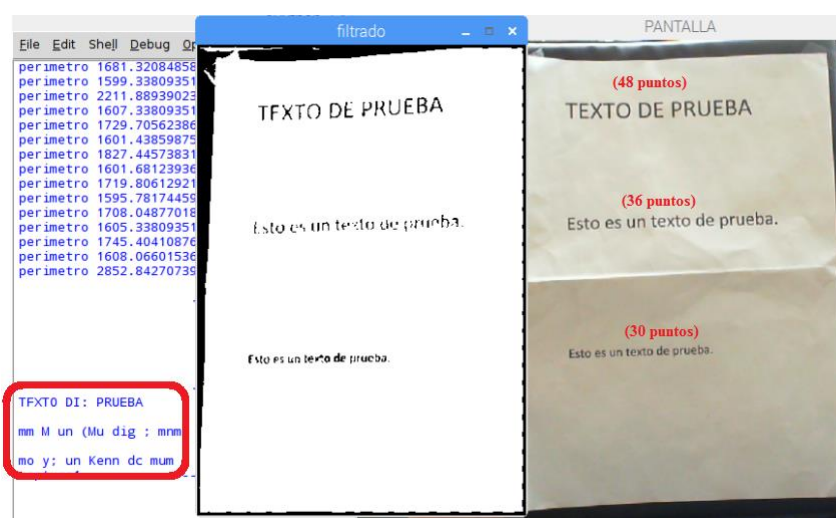 File Edit Shell Debug
perimetro 1681.32084858
perimetro 1599.33809351
perimetro 2211.88939023
perimetro 1607.33809351
perimetro 1729.70562386
perimetro 1601.43859875
perimetro 1827.44573831
perimetro 1601.68123936
perimetro 1719.80612921
perimetro 1595.78174459
perimetro 1708.04877018
perimetro 1605.33809351
perimetro 1745.40410876
perimetro 1608.06601536
perimetro 2852.84270739
TFXTO DI: PRUEBA
mm M un (Mu dig ; mnm
mo y; un Kenn dc mum
filtrado
TFXTO DE PRUEBA
Esto es un texto de prueba.
Esto es un texto de prueba.
PANTALLA
(48 puntos)
TEXTO DE PRUEBA
(36 puntos)
Esto es un texto de prueba.
(30 puntos)
Esto es un texto de prueba.